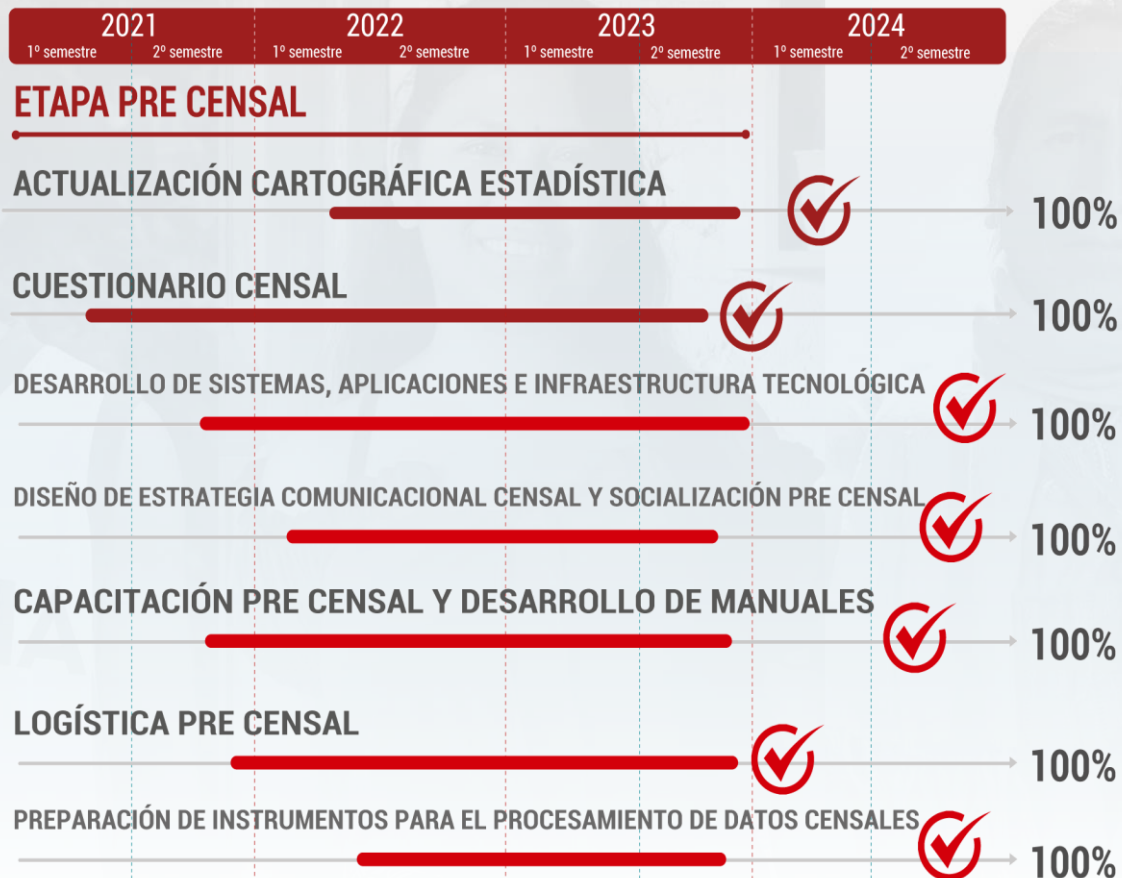 2021 2022 2023 2024
1º semestre 2º semestre 1º semestre 2º semestre 1º semestre 2º semestre 1º semestre 2º semestre
ETAPA PRE CENSAL
ACTUALIZACIÓN CARTOGRÁFICA ESTADÍSTICA
100%
CUESTIONARIO CENSAL
100%
DESARROLLO DE SISTEMAS, APLICACIONES E INFRAESTRUCTURA TECNOLÓGICA
100%
DISEÑO DE ESTRATEGIA COMUNICACIONAL CENSAL Y SOCIALIZACIÓN PRE CENSAL
100%
CAPACITACIÓN PRE CENSAL Y DESARROLLO DE MANUALES
100%
LOGÍSTICA PRE CENSAL
100%
PREPARACIÓN DE INSTRUMENTOS PARA EL PROCESAMIENTO DE DATOS CENSALES
100%